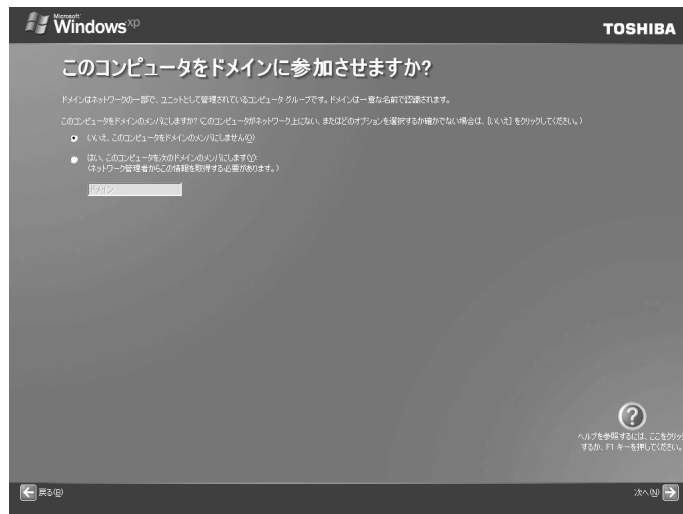 Microsoft
Windows xp
TOSHIBA
このコンピュータをドメインに参加させますか?
ドメインはネットワークの一部で、ユニットとして管理されているコンピュータ グループです。ドメインは一意な名前で認識されます。
このコンピュータをドメインのメンバにしますか? (このコンピュータがネットワーク上にない、またはどのオプションを選択するか確かでない場合は、[いいえ] をクリックしてください。)
いいえ、このコンピュータをドメインのメンバにしません(O)
はい、このコンピュータを次のドメインのメンバにします(Y):
(ネットワーク管理者からこの情報を取得する必要があります。)
ドメイン
ヘルプを参照するには、ここをクリッ
するか、F1 キーを押してください。
戻る(B)
次へ(N)